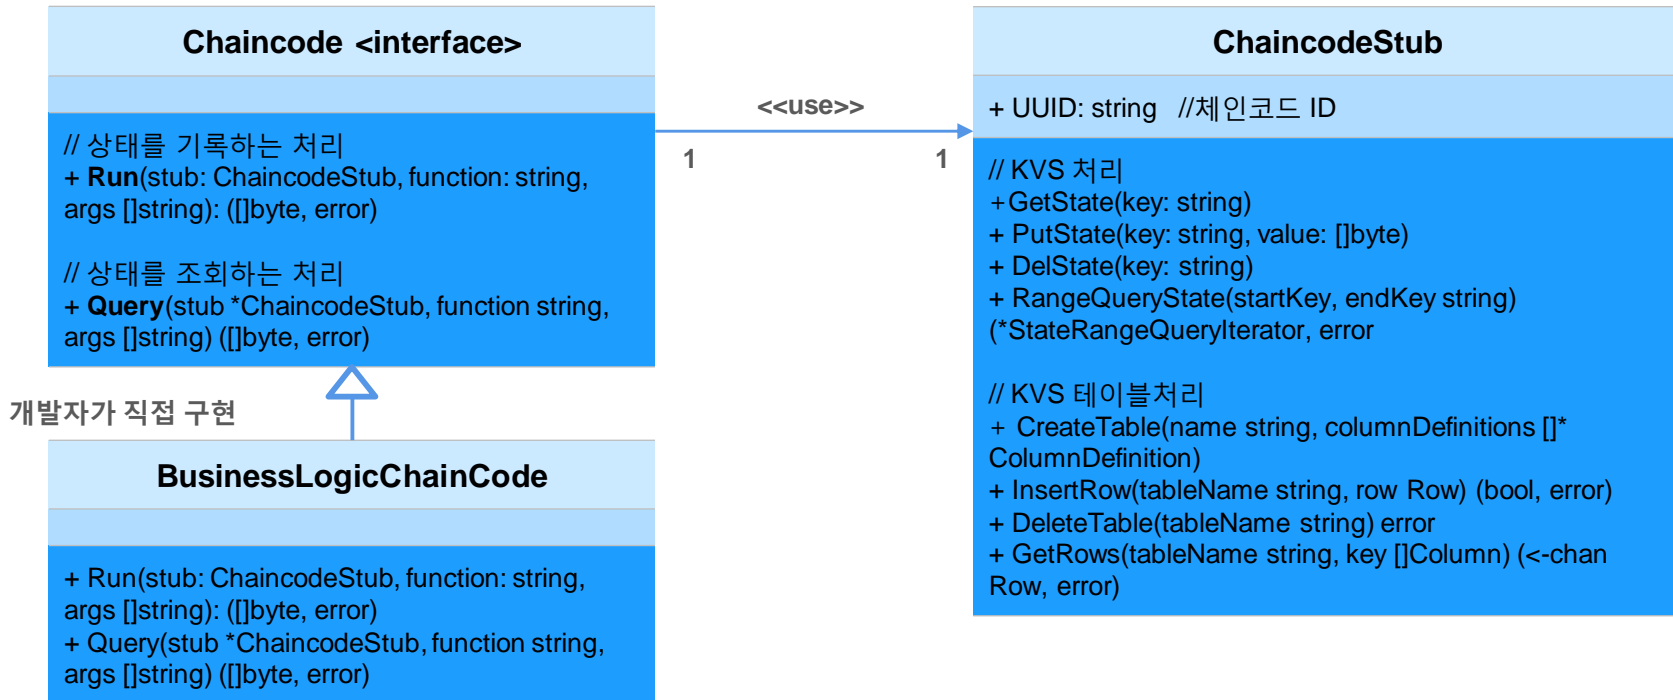 Chaincode <interface>
// 상태를 기록하는 처리
+ Run(stub: ChaincodeStub, function: string,
args []string): ([]byte, error)
// 상태를 조회하는 처리
+ Query(stub *ChaincodeStub, function string,
args []string) ([]byte, error)
<<use>>
1
1
ChaincodeStub
+ UUID: string //체인코드 ID
// KVS 처리
+GetState(key: string)
+ PutState(key: string, value: []byte)
+ DelState(key: string)
+ RangeQueryState(startKey, endKey string)
(*StateRangeQueryIterator, error
// KVS 테이블처리
+ CreateTable(name string, columnDefinitions []*
ColumnDefinition)
+ InsertRow(tableName string, row Row) (bool, error)
+ DeleteTable(tableName string) error
+ GetRows(tableName string, key []Column) (<-chan
Row, error)
개발자가 직접 구현
BusinessLogicChainCode
+ Run(stub: ChaincodeStub, function: string,
args []string): ([]byte, error)
+ Query(stub *ChaincodeStub, function string,
args []string) ([]byte, error)